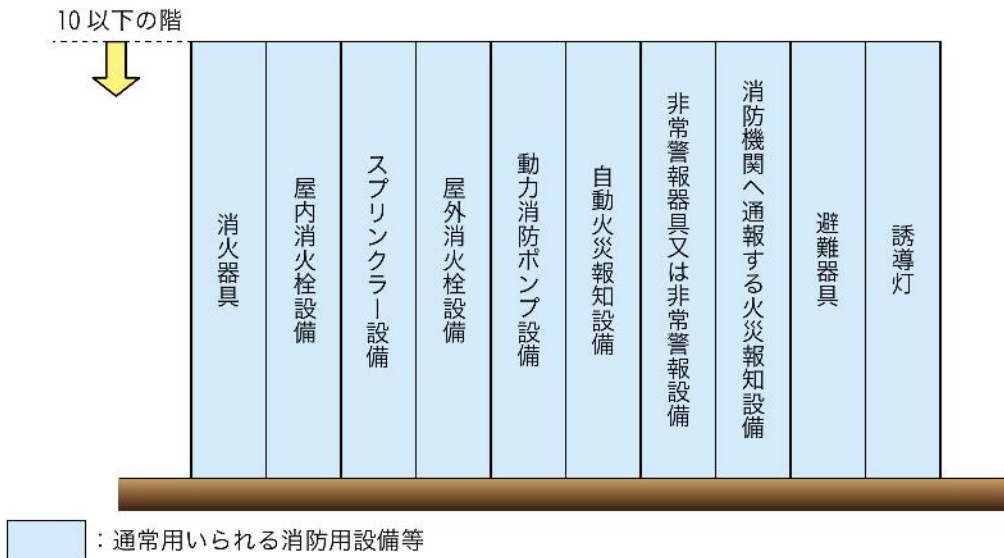 10 以下の階
消火器具
屋内消火栓設備
スプリンクラー設備
屋外消火栓設備
動力消防ポンプ設備
自動火災報知設備
非常警報器具又は非常警報設備
消防機関へ通報する火災報知設備
避難器具
誘導灯
：通常用いられる消防用設備等